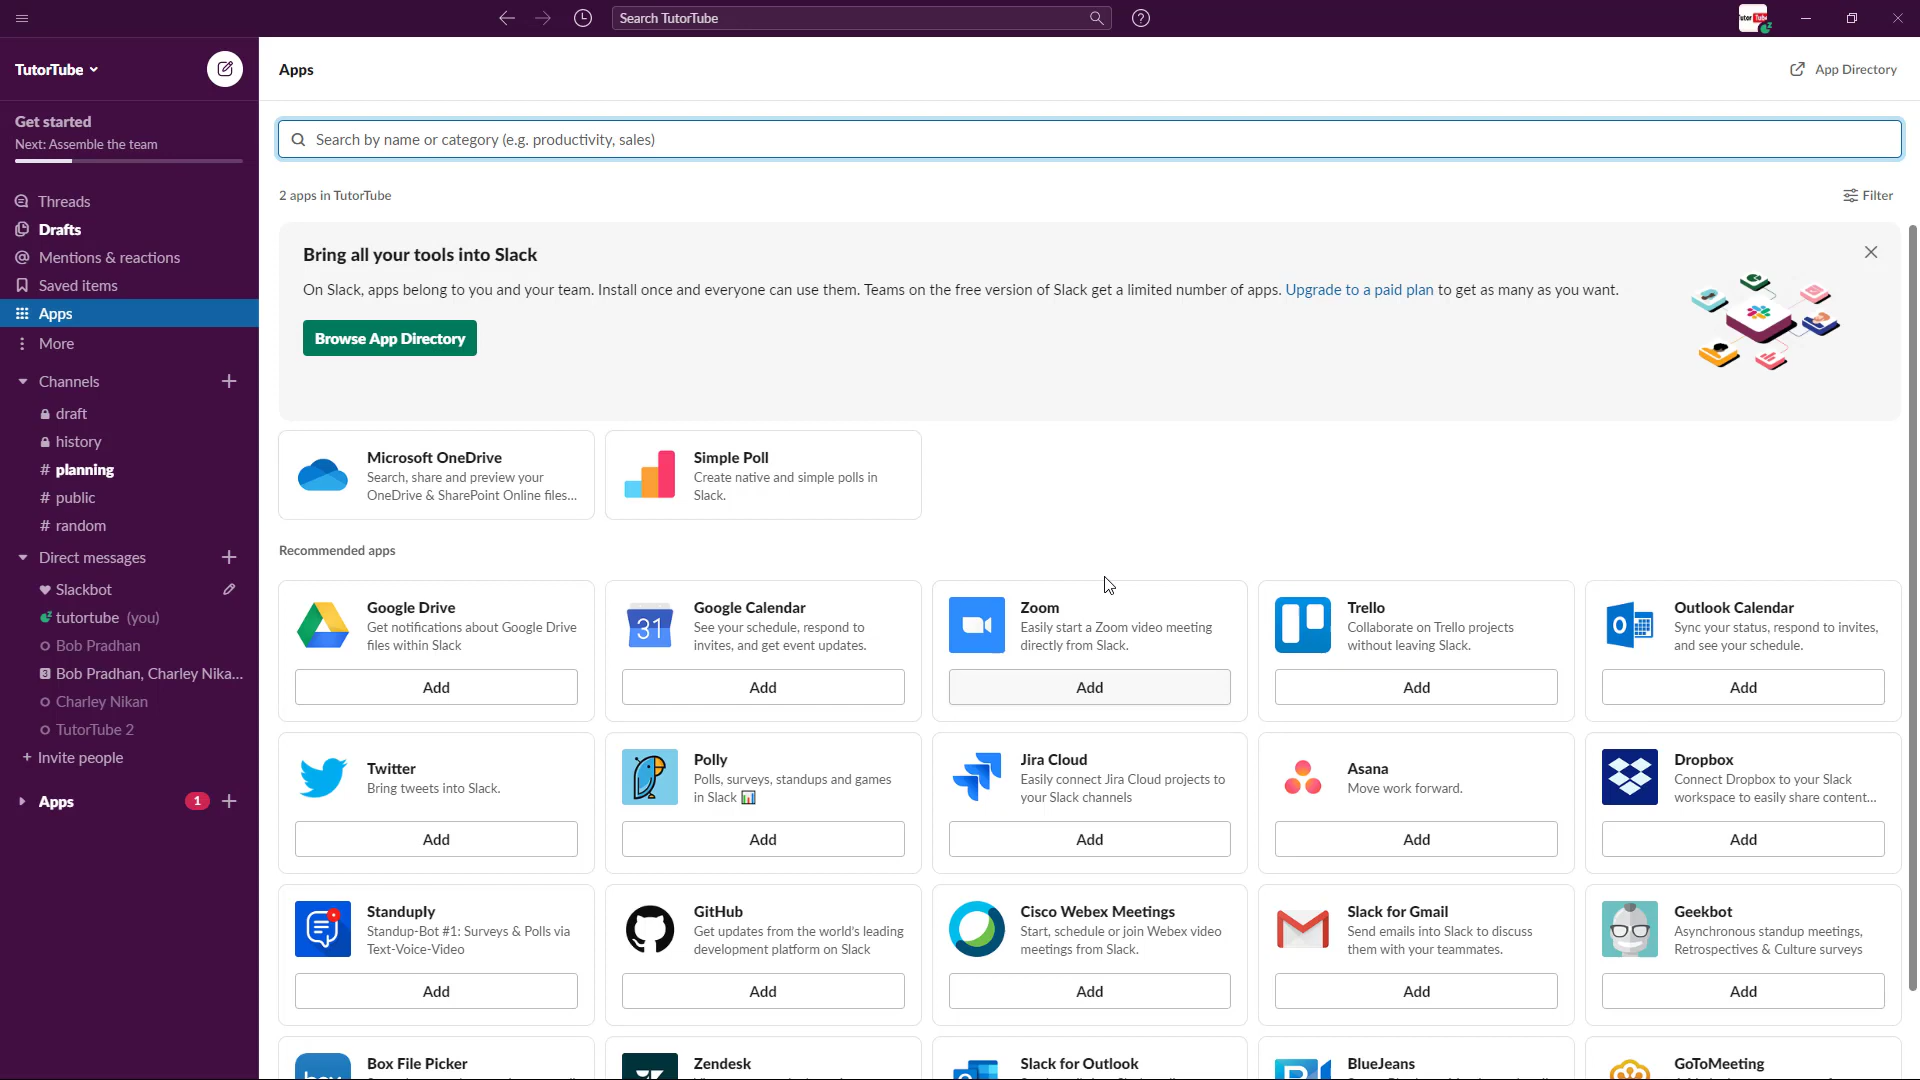 Search TutorTube
TutorTube
Get started
Next: Assemble the team
Threads
Drafts
Mentions & reactions
Saved items
Apps
More
Channels
draft
history
# planning
# public
# random
Direct messages
Slackbot
tutortube (you)
Bob Pradhan
3 Bob Pradhan, Charley Nika...
Charley Nikan
TutorTube 2
+ Invite people
Apps 1
Apps
App Directory
Search by name or category (e.g. productivity, sales)
2 apps in TutorTube
Filter
Bring all your tools into Slack
On Slack, apps belong to you and your team. Install once and everyone can use them. Teams on the free version of Slack get a limited number of apps. Upgrade to a paid plan to get as many as you want.
Browse App Directory
Microsoft OneDrive
Search, share and preview your
OneDrive & SharePoint Online files...
Simple Poll
Create native and simple polls in
Slack.
Recommended apps
Google Drive
Get notifications about Google Drive
files within Slack
Add
31
Google Calendar
See your schedule, respond to
invites, and get event updates.
Add
Zoom
Easily start a Zoom video meeting
directly from Slack.
Add
Trello
Collaborate on Trello projects
without leaving Slack.
Add
Outlook Calendar
Sync your status, respond to invites,
and see your schedule.
Add
Twitter
Bring tweets into Slack.
Add
Polly
Polls, surveys, standups and games
in Slack 📊
Add
Jira Cloud
Easily connect Jira Cloud projects to
your Slack channels
Add
Asana
Move work forward.
Add
Dropbox
Connect Dropbox to your Slack
workspace to easily share content...
Add
Standuply
Standup-Bot #1: Surveys & Polls via
Text-Voice-Video
Add
GitHub
Get updates from the world's leading
development platform on Slack
Add
Cisco Webex Meetings
Start, schedule or join Webex video
meetings from Slack.
Add
Slack for Gmail
Send emails into Slack to discuss
them with your teammates.
Add
Geekbot
Asynchronous standup meetings,
Retrospectives & Culture surveys
Add
Box File Picker
Zendesk
Slack for Outlook
BlueJeans
GoToMeeting